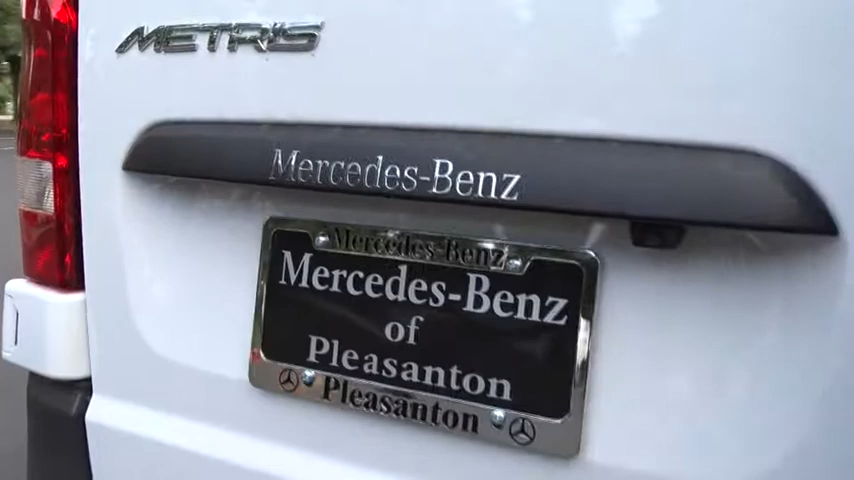 METRIS
Mercedes-Benz
Mercedes-Benz
Mercedes-Benz
of
Pleasanton
Pleasanton